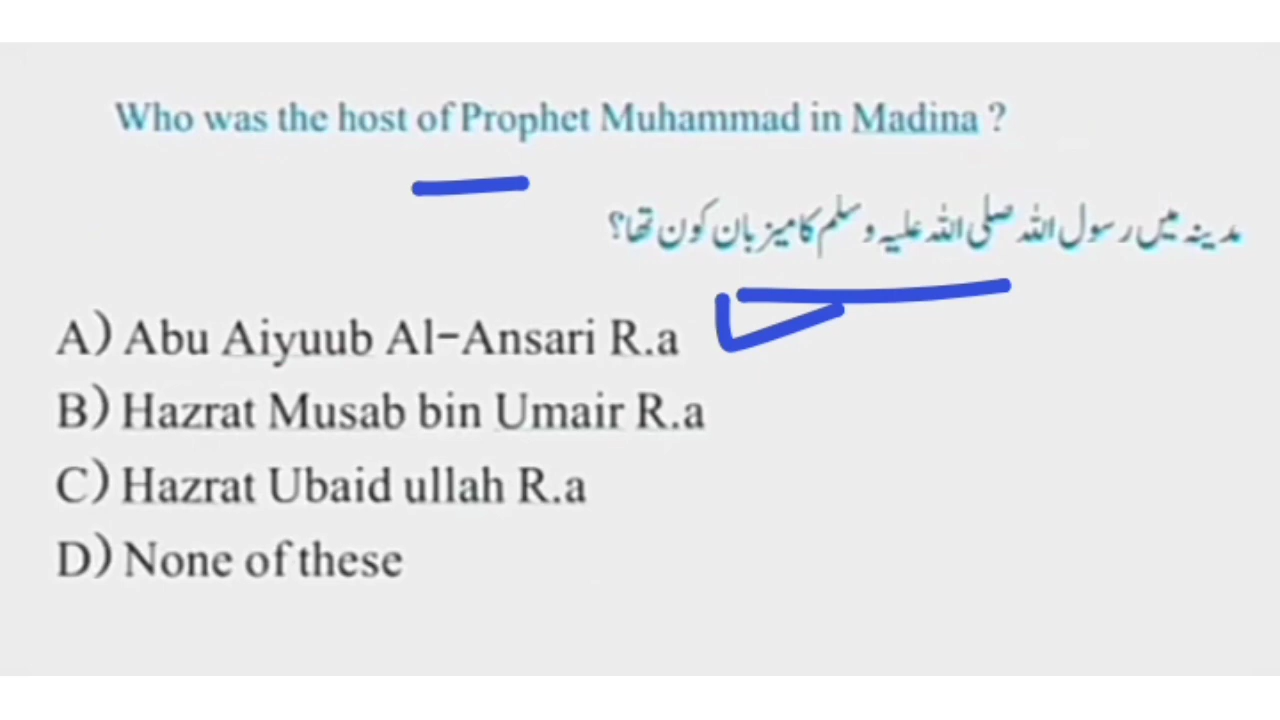 Who was the host of Prophet Muhammad in Madina ?
مدینہ میں رسول اللہ صلی اللہ علیہ وسلم کا میزبان کون تھا؟
A) Abu Aiyuub Al-Ansari R.a
B) Hazrat Musab bin Umair R.a
C) Hazrat Ubaid ullah R.a
D) None of these